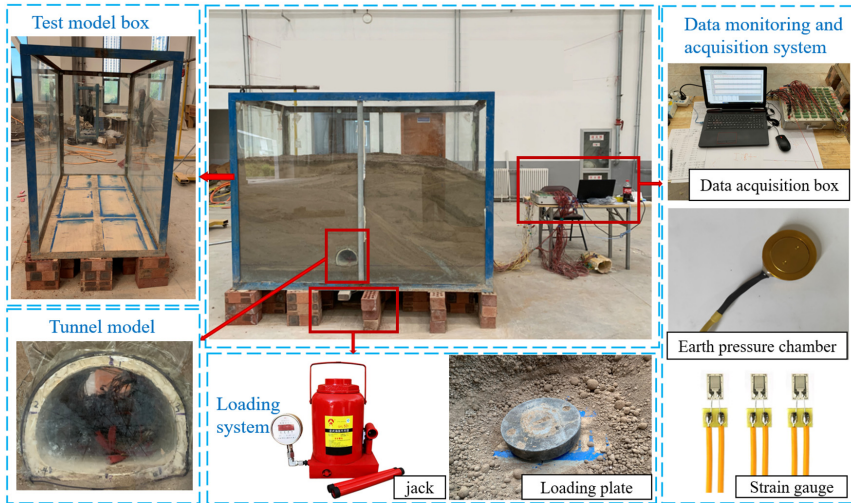 Test model box
Data monitoring and
acquisition system
Data acquisition box
Earth pressure chamber
Tunnel model
Loading
system
jack
Loading plate
Strain gauge